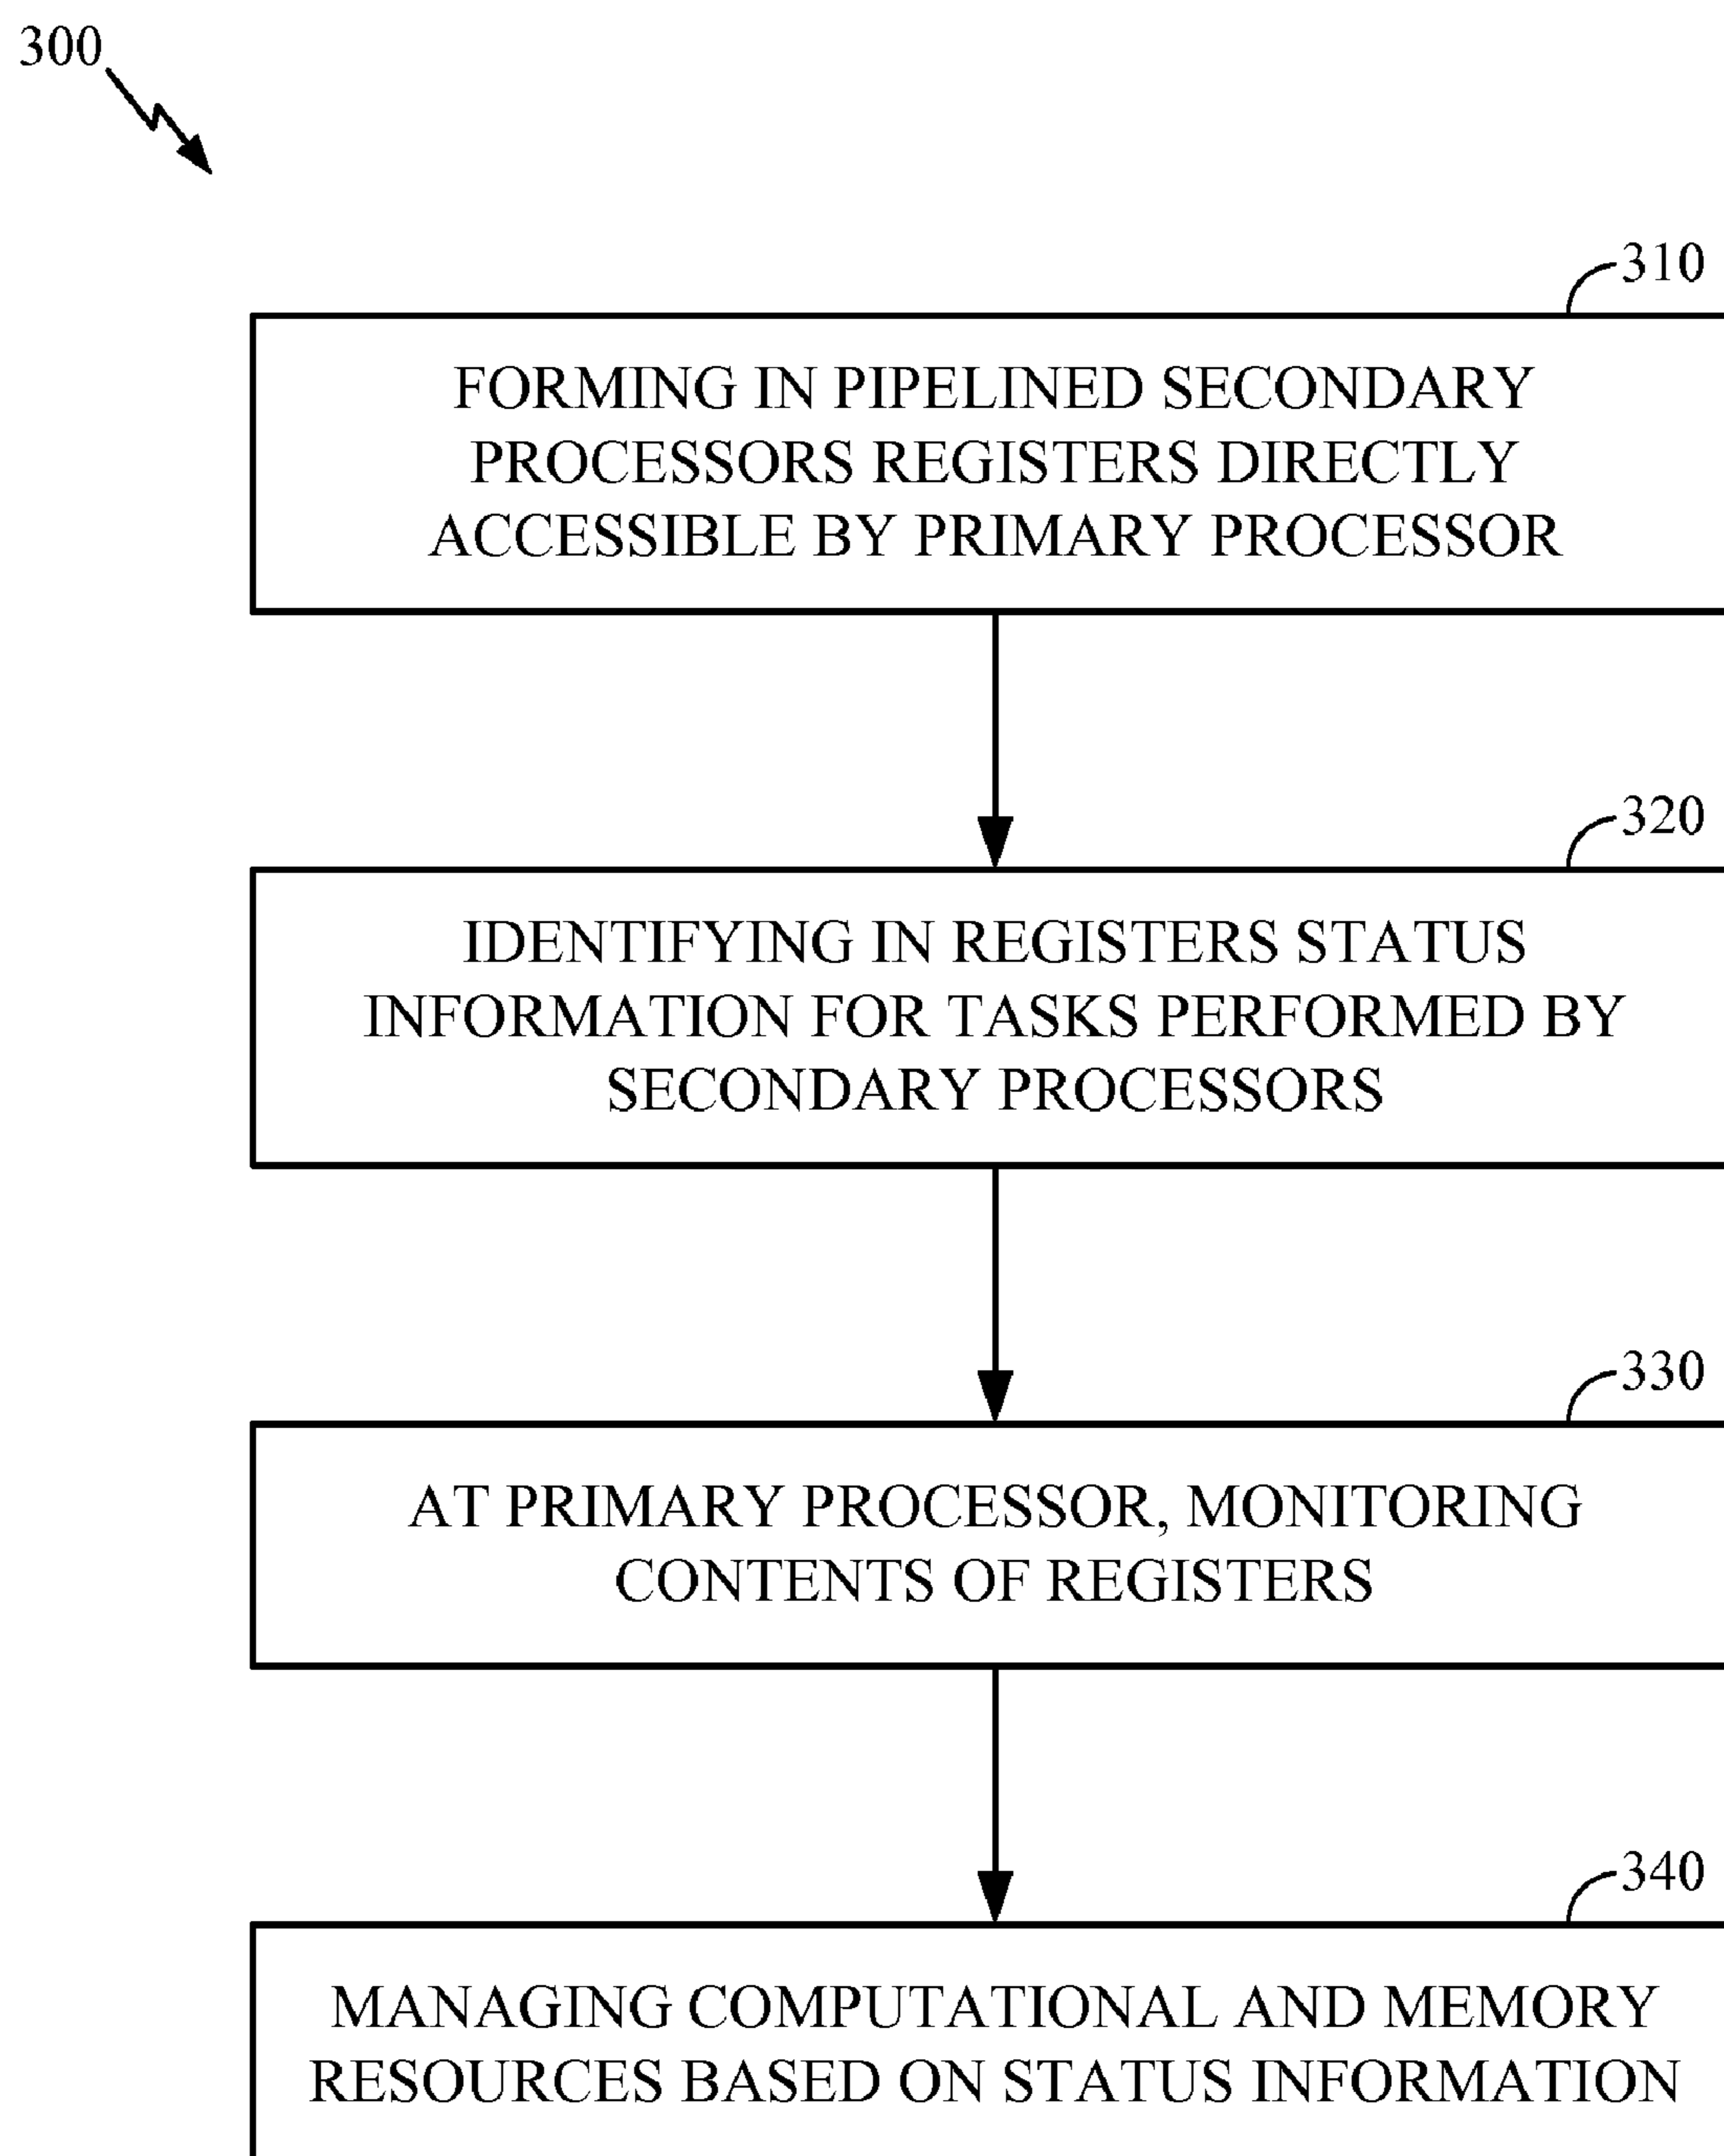 300
310
FORMING IN PIPELINED SECONDARY
PROCESSORS REGISTERS DIRECTLY
ACCESSIBLE BY PRIMARY PROCESSOR
320
IDENTIFYING IN REGISTERS STATUS
INFORMATION FOR TASKS PERFORMED BY
SECONDARY PROCESSORS
330
AT PRIMARY PROCESSOR, MONITORING
CONTENTS OF REGISTERS
340
MANAGING COMPUTATIONAL AND MEMORY
RESOURCES BASED ON STATUS INFORMATION